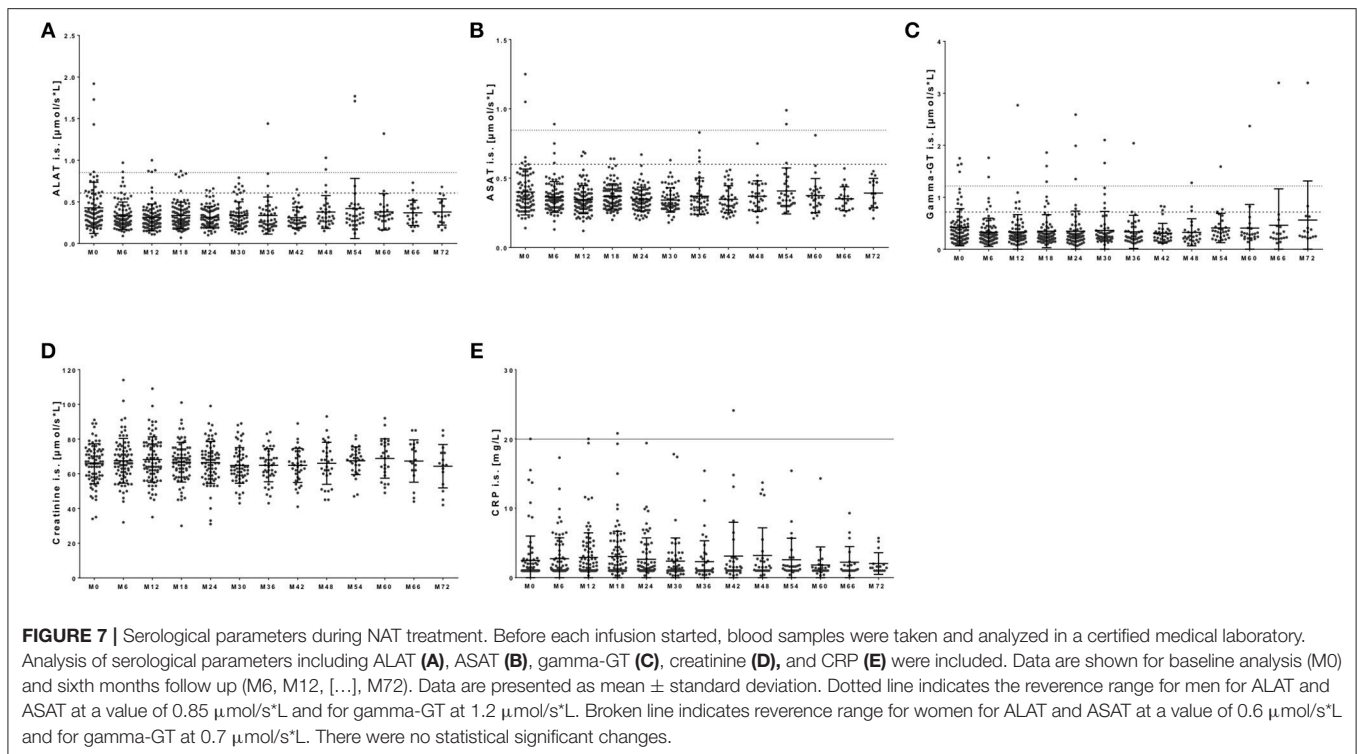 A
2.5
2.0
1.5
1.0
0.5
0.0
ALAT i.s. [µmol/s*L]
M0 M6 M12 M18 M24 M30 M36 M42 M48 M54 M60 M66 M72
B
1.5
1.0
0.5
0.0
ASAT i.s. [µmol/s*L]
M0 M6 M12 M18 M24 M30 M36 M42 M48 M54 M60 M66 M72
C
4
3
2
1
0
Gamma-GT i.s. [µmol/s*L]
M0 M6 M12 M18 M24 M30 M36 M42 M48 M54 M60 M66 M72
D
120
100
80
60
40
20
0
Creatinine i.s. [µmol/s*L]
M0 M6 M12 M18 M24 M30 M36 M42 M48 M54 M60 M66 M72
E
30
20
10
0
CRP i.s. [mg/L]
M0 M6 M12 M18 M24 M30 M36 M42 M48 M54 M60 M66 M72
FIGURE 7 | Serological parameters during NAT treatment. Before each infusion started, blood samples were taken and analyzed in a certified medical laboratory.
Analysis of serological parameters including ALAT (A), ASAT (B), gamma-GT (C), creatinine (D), and CRP (E) were included. Data are shown for baseline analysis (M0)
and sixth months follow up (M6, M12, [...], M72). Data are presented as mean ± standard deviation. Dotted line indicates the reverence range for men for ALAT and
ASAT at a value of 0.85 µmol/s*L and for gamma-GT at 1.2 µmol/s*L. Broken line indicates reverence range for women for ALAT and ASAT at a value of 0.6 µmol/s*L
and for gamma-GT at 0.7 µmol/s*L. There were no statistical significant changes.